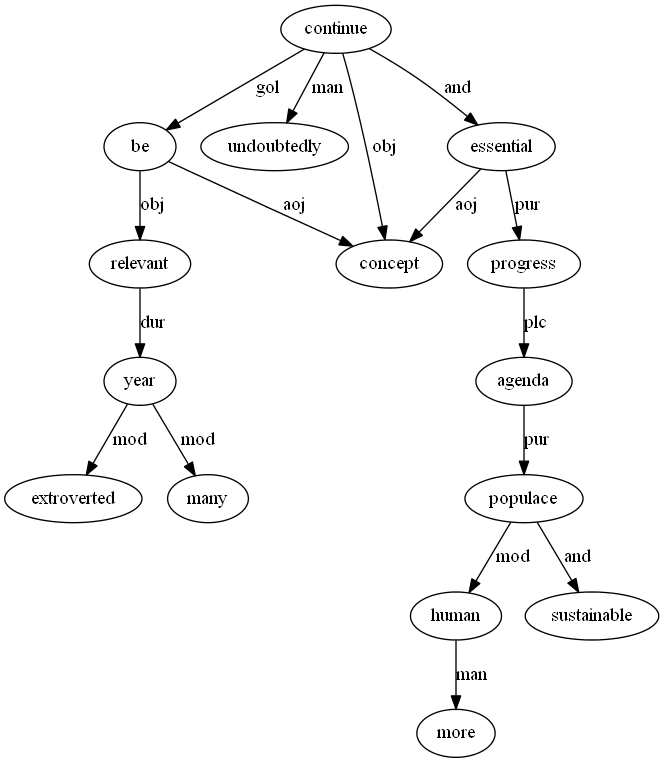 continue
gol man obj and
be undoubtedly essential
obj aoj aoj pur
relevant concept progress
dur plc
year agenda
mod mod pur
extroverted many populace
mod and
human sustainable
man
more